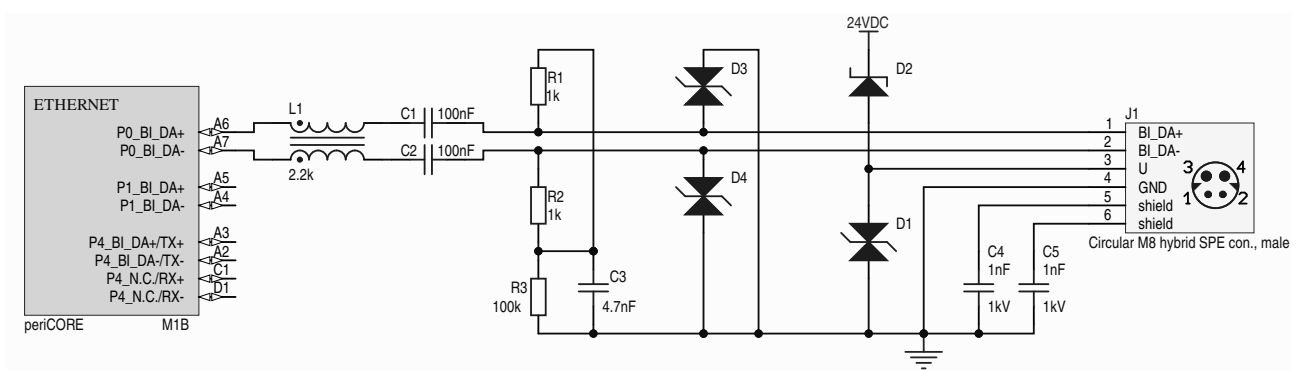 24VDC
D3
D2
R1
1k
ETHERNET
L1
C1 100nF
J1
P0_BI_DA+ A6
1 BI_DA+
P0_BI_DA- A7
C2 100nF
2 BI_DA-
2.2k
3 U
3 4
P1_BI_DA+ A5
D4
4 GND
P1_BI_DA- A4
R2
1k
5 shield
1 2
D1
6 shield
P4_BI_DA+/TX+ A3
Circular M8 hybrid SPE con., male
P4_BI_DA-/TX- A2
C4
1nF
C5
1nF
P4_N.C./RX+ C1
C3
P4_N.C./RX- D1
R3
100k
4.7nF
1kV
1kV
periCORE M1B